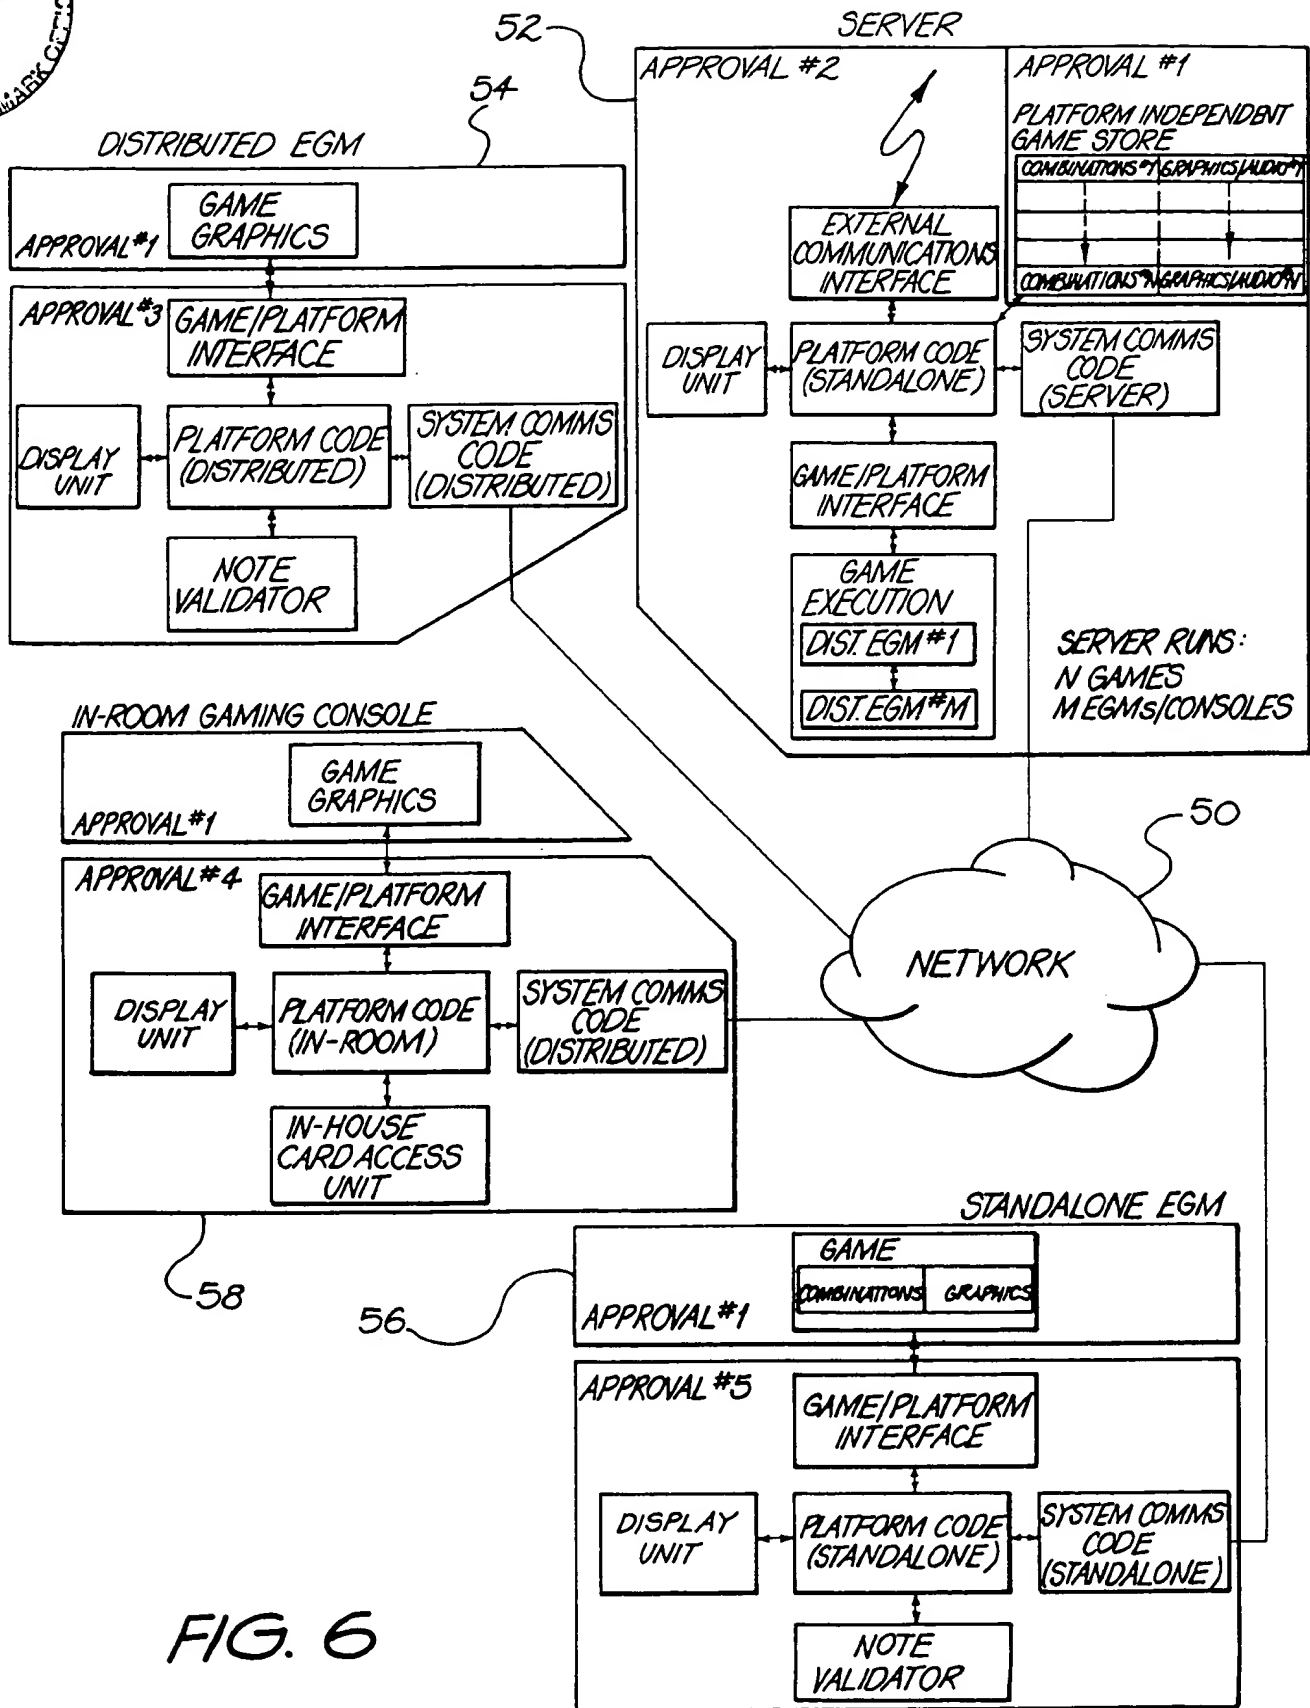 SERVER
52
APPROVAL #2
APPROVAL #1
PLATFORM INDEPENDENT
GAME STORE
COMBINATIONS #1
GRAPHICS/AUDIO #1
COMBINATIONS #N
GRAPHICS/AUDIO #N
EXTERNAL
COMMUNICATIONS
INTERFACE
DISPLAY
UNIT
PLATFORM CODE
(STANDALONE)
SYSTEM COMMS
CODE
(SERVER)
GAME/PLATFORM
INTERFACE
GAME
EXECUTION
DIST. EGM #1
DIST. EGM #M
SERVER RUNS:
N GAMES
M EGMs/CONSOLES
54
DISTRIBUTED EGM
GAME
GRAPHICS
APPROVAL #1
APPROVAL #3
GAME/PLATFORM
INTERFACE
DISPLAY
UNIT
PLATFORM CODE
(DISTRIBUTED)
SYSTEM COMMS
CODE
(DISTRIBUTED)
NOTE
VALIDATOR
IN-ROOM GAMING CONSOLE
GAME
GRAPHICS
APPROVAL #1
APPROVAL #4
GAME/PLATFORM
INTERFACE
DISPLAY
UNIT
PLATFORM CODE
(IN-ROOM)
SYSTEM COMMS
CODE
(DISTRIBUTED)
IN-HOUSE
CARD ACCESS
UNIT
58
50
NETWORK
STANDALONE EGM
56
GAME
COMBINATIONS
GRAPHICS
APPROVAL #1
APPROVAL #5
GAME/PLATFORM
INTERFACE
DISPLAY
UNIT
PLATFORM CODE
(STANDALONE)
SYSTEM COMMS
CODE
(STANDALONE)
NOTE
VALIDATOR
FIG. 6